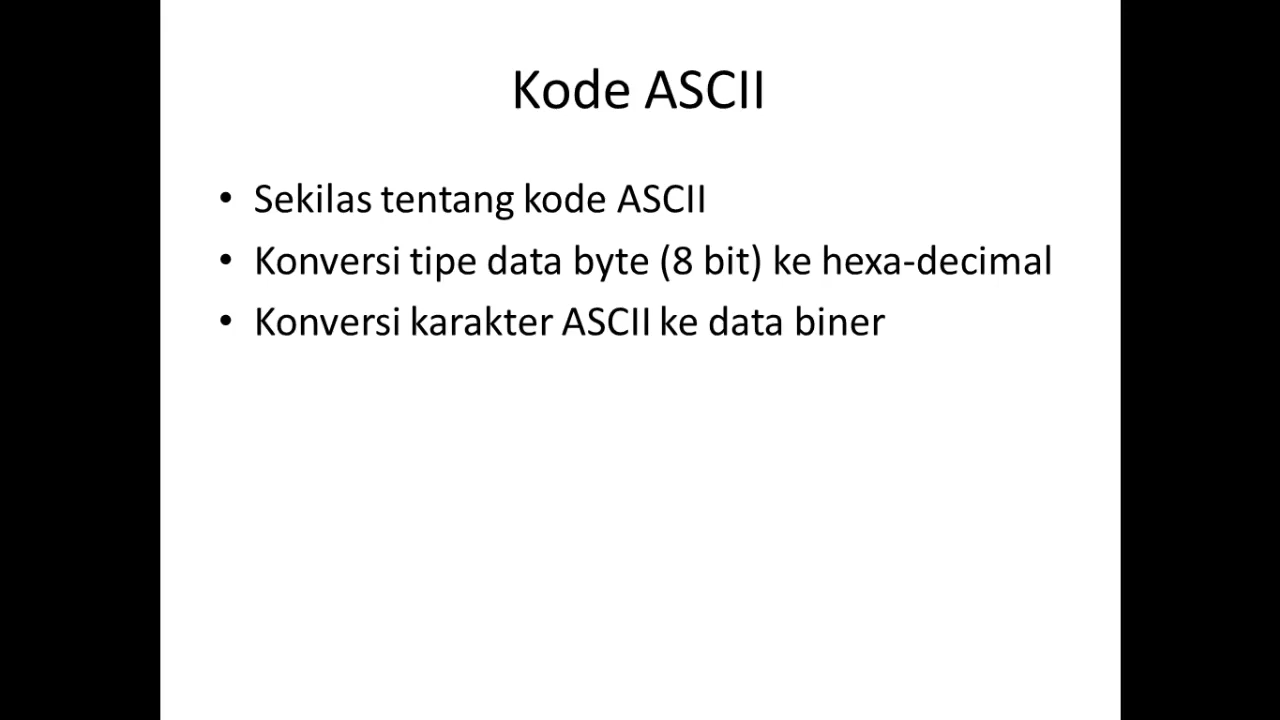 Kode ASCII
• Sekilas tentang kode ASCII
• Konversi tipe data byte (8 bit) ke hexa-decimal
• Konversi karakter ASCII ke data biner